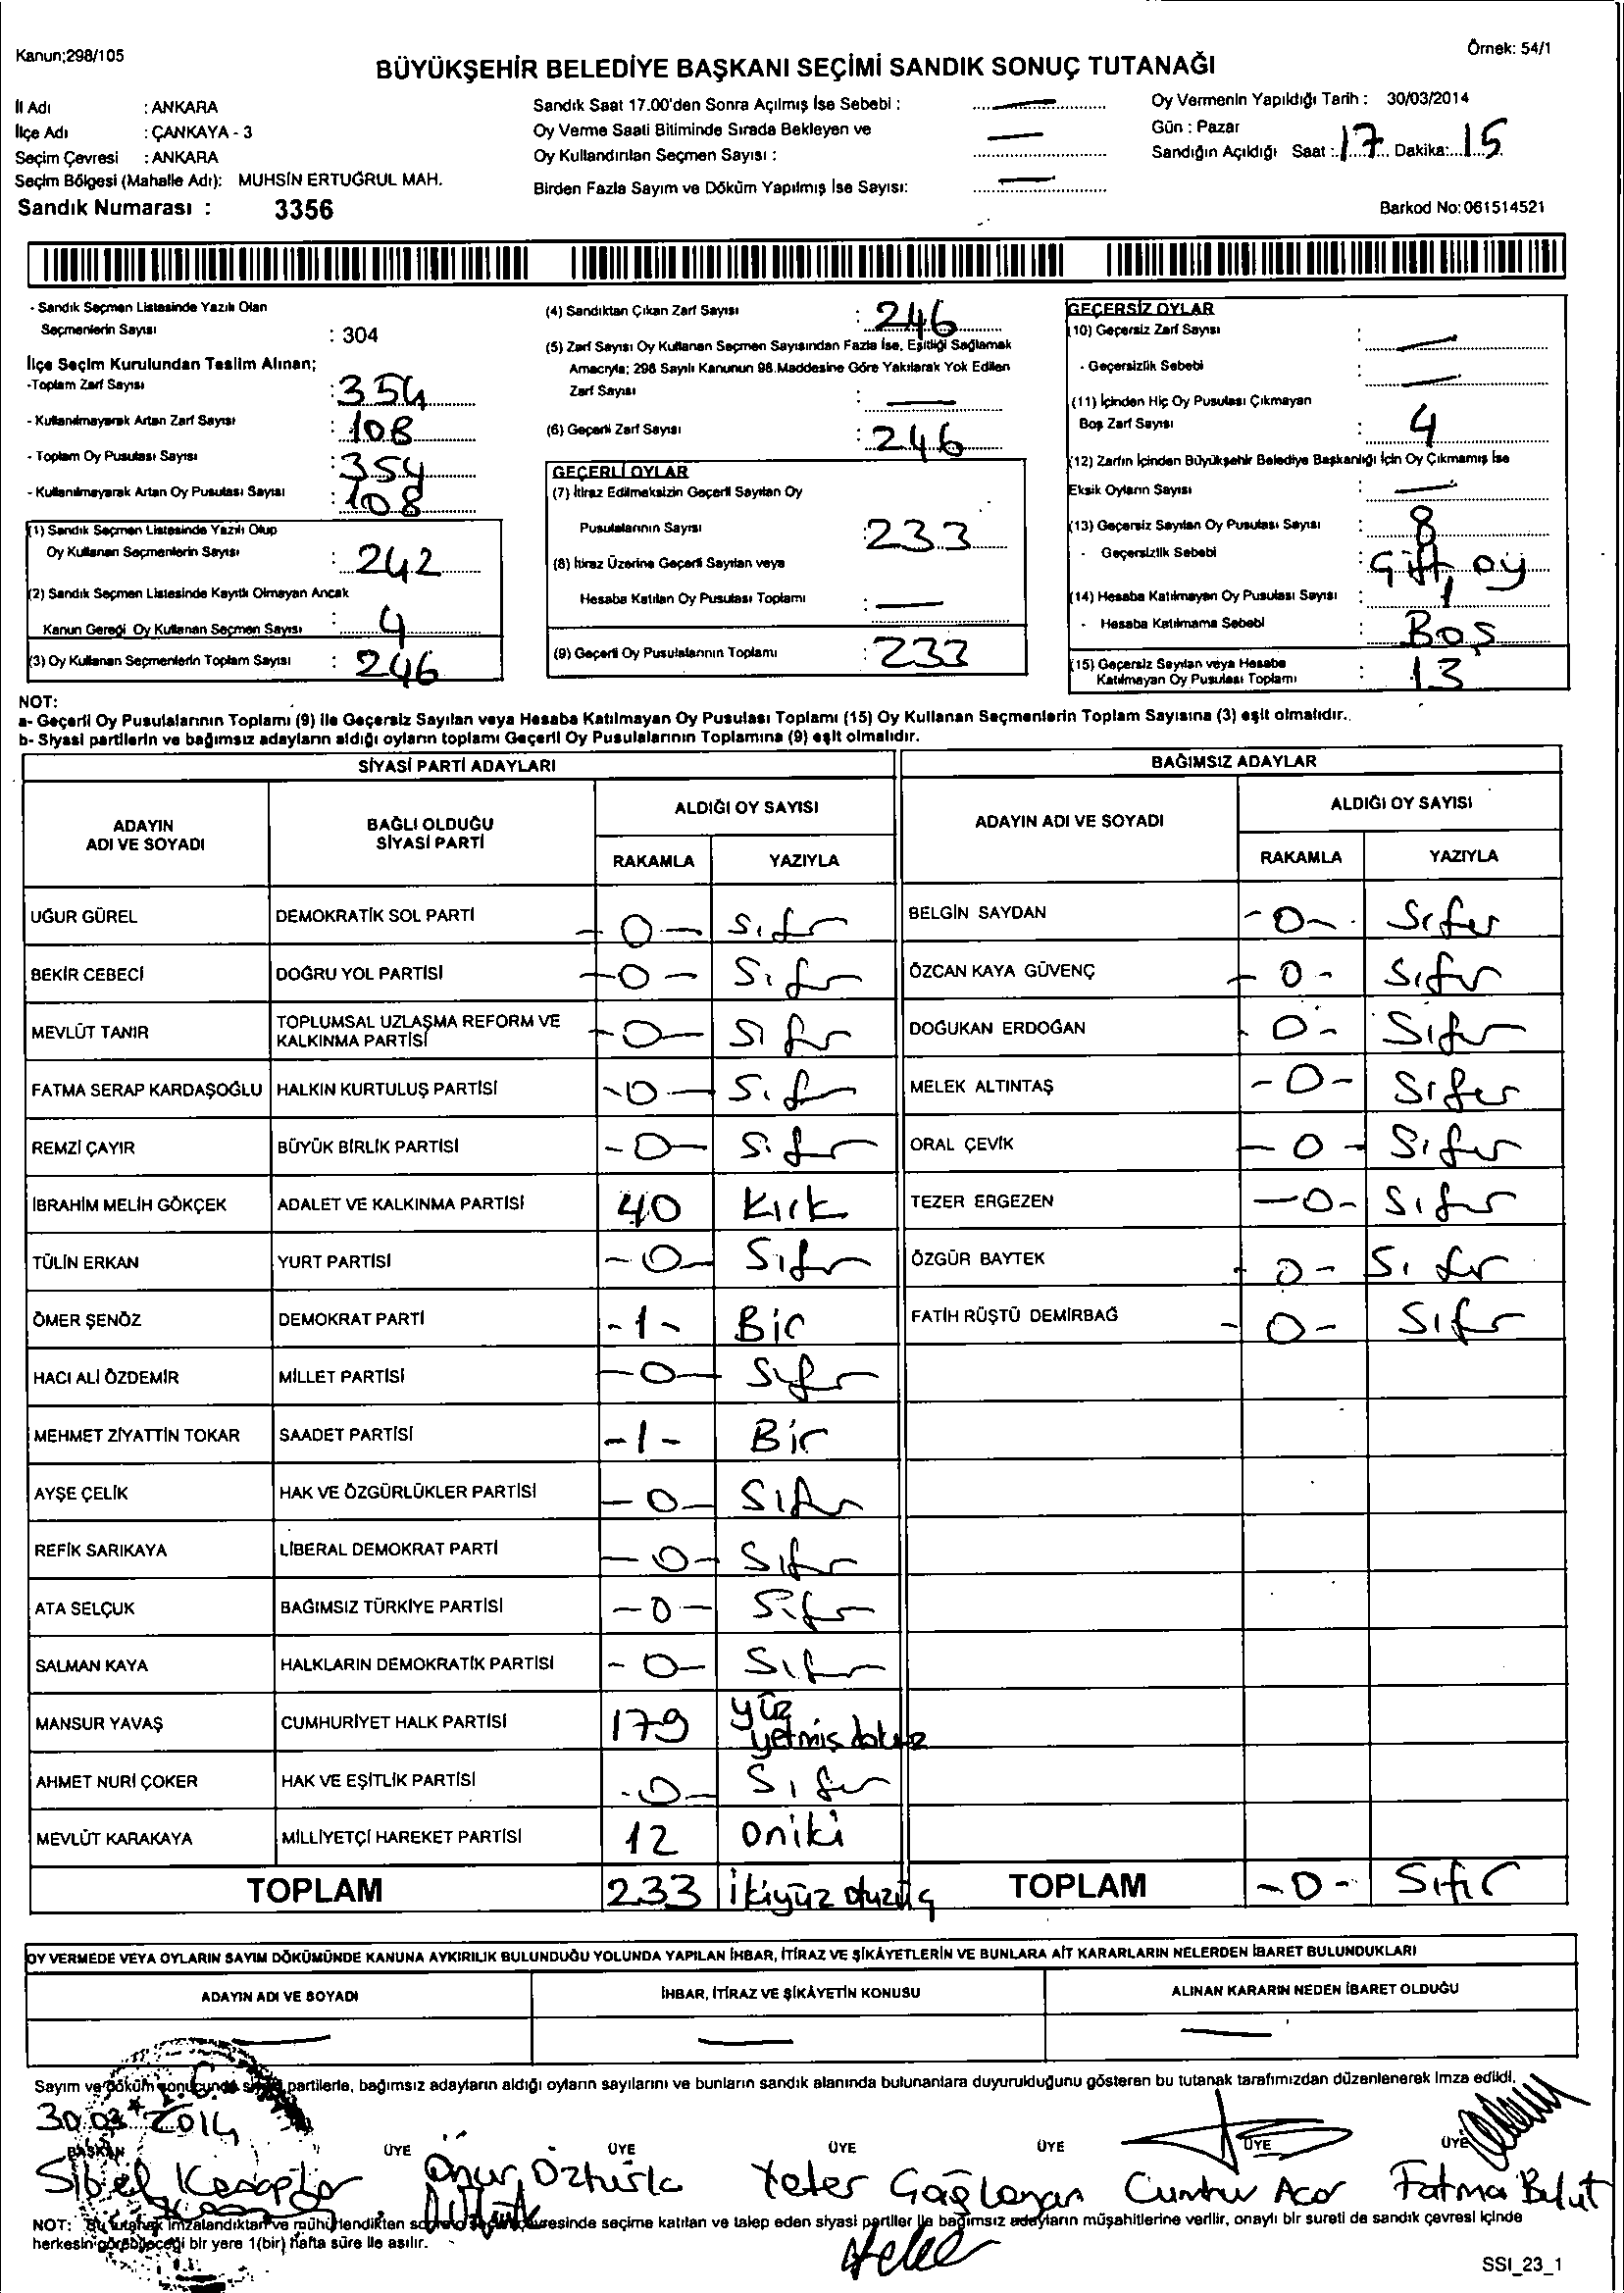 Kanun;298/105
Örnek: 54/1
BÜYÜKŞEHİR BELEDİYE BAŞKANI SEÇİMİ SANDIK SONUÇ TUTANAĞI
İl Adı : ANKARA
İlçe Adı : ÇANKAYA - 3
Seçim Çevresi : ANKARA
Seçim Bölgesi (Mahalle Adı): MUHSİN ERTUĞRUL MAH.
Sandık Numarası : 3356
Sandık Saat 17.00'den Sonra Açılmış İse Sebebi : —
Oy Verme Saati Bitiminde Sırada Bekleyen ve
Oy Kullandırılan Seçmen Sayısı : —
Birden Fazla Sayım ve Döküm Yapılmış İse Sayısı: —
Oy Vermenin Yapıldığı Tarih : 30/03/2014
Gün : Pazar
Sandığın Açıldığı Saat : 17 Dakika: 15
Barkod No: 061514521
- Sandık Seçmen Listesinde Yazılı Olan
Seçmenlerin Sayısı : 304
İlçe Seçim Kurulundan Teslim Alınan;
-Toplam Zarf Sayısı : 354
- Kullanılmayarak Artan Zarf Sayısı : 108
- Toplam Oy Pusulası Sayısı : 354
- Kullanılmayarak Artan Oy Pusulası Sayısı : 108
(1) Sandık Seçmen Listesinde Yazılı Olup
Oy Kullanan Seçmenlerin Sayısı : 242
(2) Sandık Seçmen Listesinde Kayıtlı Olmayan Ancak
Kanun Gereği Oy Kullanan Seçmen Sayısı : 4
(3) Oy Kullanan Seçmenlerin Toplam Sayısı : 246
(4) Sandıktan Çıkan Zarf Sayısı : 246
(5) Zarf Sayısı Oy Kullanan Seçmen Sayısından Fazla İse, Eşitliği Sağlamak
Amacıyla; 298 Sayılı Kanunun 98.Maddesine Göre Yakılarak Yok Edilen
Zarf Sayısı : —
(6) Geçerli Zarf Sayısı : 246
GEÇERLİ OYLAR
(7) İtiraz Edilmeksizin Geçerli Sayılan Oy
Pusulalarının Sayısı : 233
(8) İtiraz Üzerine Geçerli Sayılan veya
Hesaba Katılan Oy Pusulası Toplamı : —
(9) Geçerli Oy Pusulalarının Toplamı : 233
GEÇERSİZ OYLAR
(10) Geçersiz Zarf Sayısı : —
- Geçersizlik Sebebi : —
(11) İçinden Hiç Oy Pusulası Çıkmayan
Boş Zarf Sayısı : 4
(12) Zarfın İçinden Büyükşehir Belediye Başkanlığı İçin Oy Çıkmamış İse
Eksik Oyların Sayısı : —
(13) Geçersiz Sayılan Oy Pusulası Sayısı : 8
- Geçersizlik Sebebi : Çift oy
(14) Hesaba Katılmayan Oy Pusulası Sayısı : 1
- Hesaba Katılmama Sebebi : Boş
(15) Geçersiz Sayılan veya Hesaba
Katılmayan Oy Pusulası Toplamı : 13
NOT:
a- Geçerli Oy Pusulalarının Toplamı (9) ile Geçersiz Sayılan veya Hesaba Katılmayan Oy Pusulası Toplamı (15) Oy Kullanan Seçmenlerin Toplam Sayısına (3) eşit olmalıdır.
b- Siyasi partilerin ve bağımsız adayların aldığı oyların toplamı Geçerli Oy Pusulalarının Toplamına (9) eşit olmalıdır.
SİYASİ PARTİ ADAYLARI
ADAYIN ADI VE SOYADI BAĞLI OLDUĞU SİYASİ PARTİ ALDIĞI OY SAYISI
RAKAMLA YAZIYLA
UĞUR GÜREL DEMOKRATİK SOL PARTİ -0- Sıfır
BEKİR CEBECİ DOĞRU YOL PARTİSİ -0- Sıfır
MEVLÜT TANIR TOPLUMSAL UZLAŞMA REFORM VE KALKINMA PARTİSİ -0- Sıfır
FATMA SERAP KARDAŞOĞLU HALKIN KURTULUŞ PARTİSİ -0- Sıfır
REMZİ ÇAYIR BÜYÜK BİRLİK PARTİSİ -0- Sıfır
İBRAHİM MELİH GÖKÇEK ADALET VE KALKINMA PARTİSİ 40 Kırk
TÜLİN ERKAN YURT PARTİSİ -0- Sıfır
ÖMER ŞENÖZ DEMOKRAT PARTİ -1- Bir
HACI ALİ ÖZDEMİR MİLLET PARTİSİ -0- Sıfır
MEHMET ZİYATTİN TOKAR SAADET PARTİSİ -1- Bir
AYŞE ÇELİK HAK VE ÖZGÜRLÜKLER PARTİSİ -0- Sıfır
REFİK SARIKAYA LİBERAL DEMOKRAT PARTİ -0- Sıfır
ATA SELÇUK BAĞIMSIZ TÜRKİYE PARTİSİ -0- Sıfır
SALMAN KAYA HALKLARIN DEMOKRATİK PARTİSİ -0- Sıfır
MANSUR YAVAŞ CUMHURİYET HALK PARTİSİ 179 yüz yetmiş dokuz
AHMET NURİ ÇOKER HAK VE EŞİTLİK PARTİSİ -0- Sıfır
MEVLÜT KARAKAYA MİLLİYETÇİ HAREKET PARTİSİ 12 Oniki
TOPLAM 233 ikiyüz otuzüç
BAĞIMSIZ ADAYLAR
ADAYIN ADI VE SOYADI ALDIĞI OY SAYISI
RAKAMLA YAZIYLA
BELGİN SAYDAN -0- Sıfır
ÖZCAN KAYA GÜVENÇ -0- Sıfır
DOĞUKAN ERDOĞAN -0- Sıfır
MELEK ALTINTAŞ -0- Sıfır
ORAL ÇEVİK -0- Sıfır
TEZER ERGEZEN -0- Sıfır
ÖZGÜR BAYTEK -0- Sıfır
FATİH RÜŞTÜ DEMİRBAĞ -0- Sıfır
TOPLAM -0- Sıfır
OY VERMEDE VEYA OYLARIN SAYIM DÖKÜMÜNDE KANUNA AYKIRILIK BULUNDUĞU YOLUNDA YAPILAN İHBAR, İTİRAZ VE ŞİKÂYETLERİN VE BUNLARA AİT KARARLARIN NELERDEN İBARET BULUNDUKLARI
ADAYIN ADI VE SOYADI İHBAR, İTİRAZ VE ŞİKÂYETİN KONUSU ALINAN KARARIN NEDEN İBARET OLDUĞU
— — —
Sayım ve döküm sonucunda siyasi partilerle, bağımsız adayların aldığı oyların sayılarını ve bunların sandık alanında bulunanlara duyurulduğunu gösteren bu tutanak tarafımızdan düzenlenerek imza edildi.
30.03.2014
BAŞKAN ÜYE ÜYE ÜYE ÜYE ÜYE ÜYE
Sibel Onur Öztürk Yeter Çağlayan Cumhur Acar Fatma Bulut
NOT: Bu tutanak imzalandıktan ve mühürlendikten sonra seçim çevresinde seçime katılan ve talep eden siyasi partiler ile bağımsız adayların müşahitlerine verilir, onaylı bir sureti de sandık çevresi içinde
herkesin görebileceği bir yere 1(bir) hafta süre ile asılır.
SSI_23_1